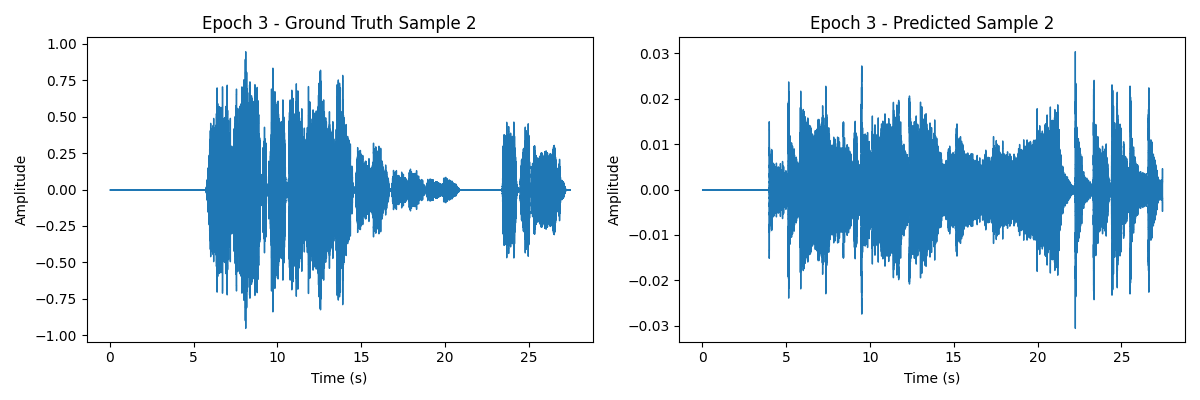 Epoch 3 - Ground Truth Sample 2
1.00
0.75
0.50
0.25
0.00
−0.25
−0.50
−0.75
−1.00
Amplitude
0 5 10 15 20 25
Time (s)
Epoch 3 - Predicted Sample 2
0.03
0.02
0.01
0.00
−0.01
−0.02
−0.03
Amplitude
0 5 10 15 20 25
Time (s)